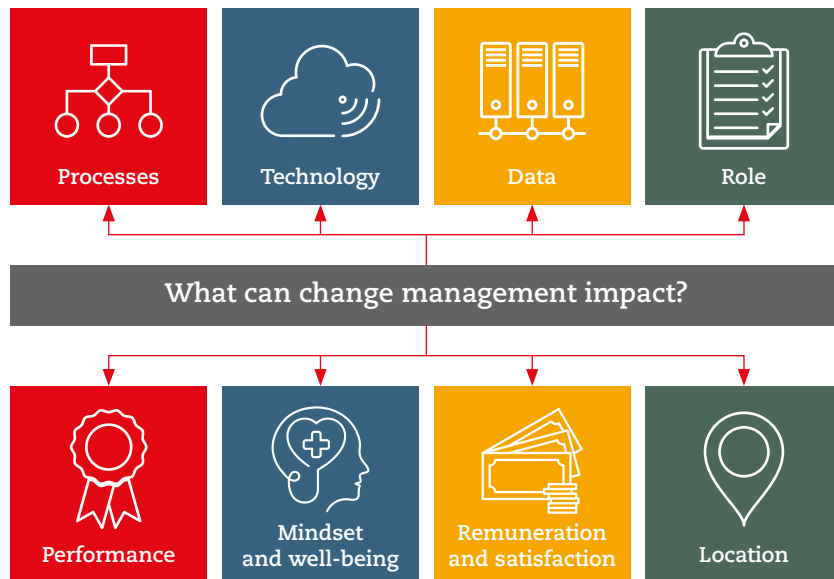 Processes
Technology
Data
Role
What can change management impact?
Performance
Mindset
and well-being
Remuneration
and satisfaction
Location